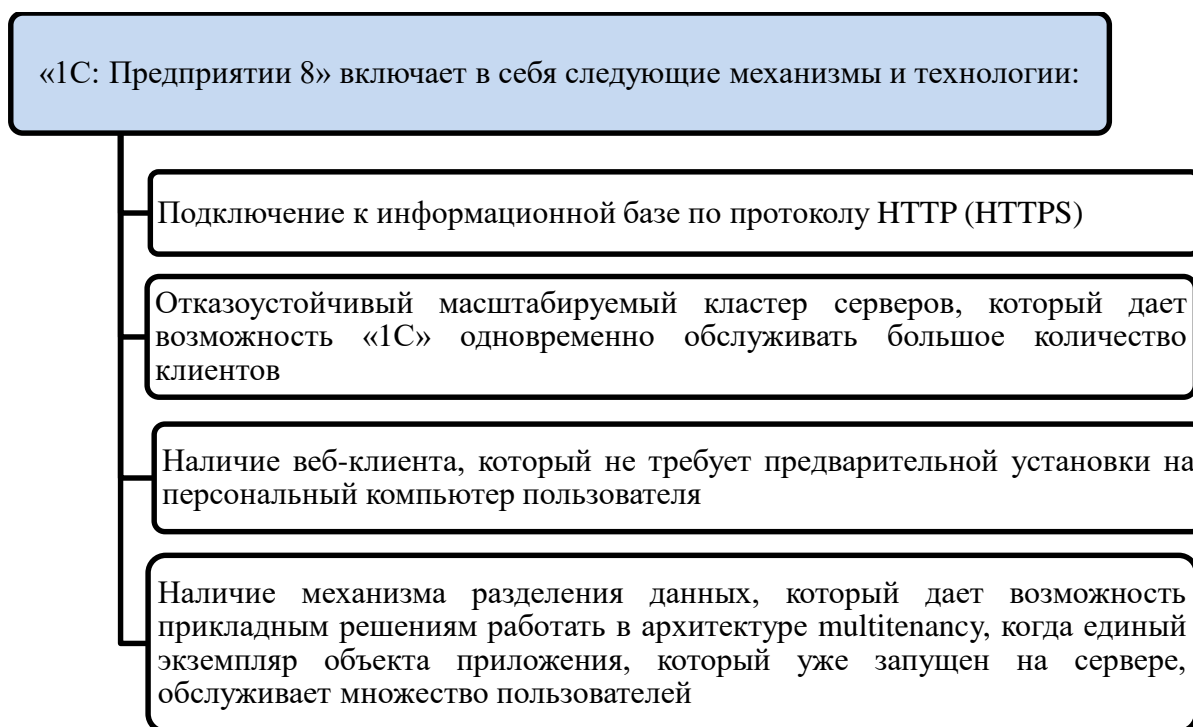 «1С: Предприятии 8» включает в себя следующие механизмы и технологии:
Подключение к информационной базе по протоколу HTTP (HTTPS)
Отказоустойчивый масштабируемый кластер серверов, который дает
возможность «1С» одновременно обслуживать большое количество
клиентов
Наличие веб-клиента, который не требует предварительной установки на
персональный компьютер пользователя
Наличие механизма разделения данных, который дает возможность
прикладным решениям работать в архитектуре multitenancy, когда единый
экземпляр объекта приложения, который уже запущен на сервере,
обслуживает множество пользователей